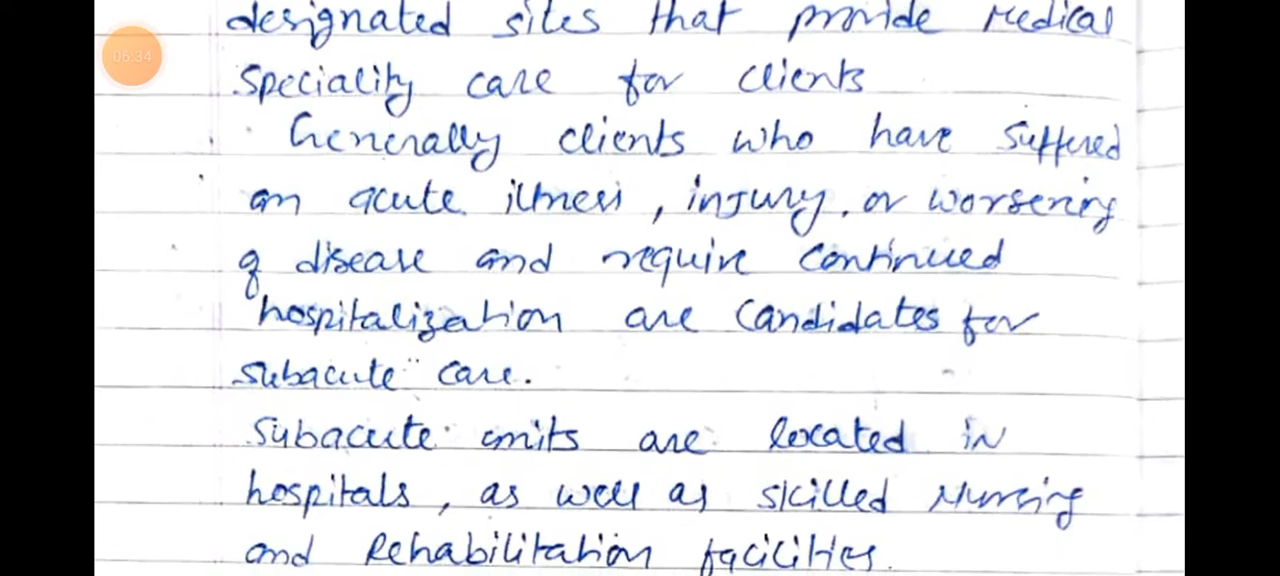 designated sites that provide Medical
06:34
speciality care for clients
Generally clients who have suffered
an acute illness, injury, or worsening
of disease and require continued
hospitalization are candidates for
subacute care.
Subacute units are located in
hospitals, as well as skilled Nursing
and Rehabilitation facilities.